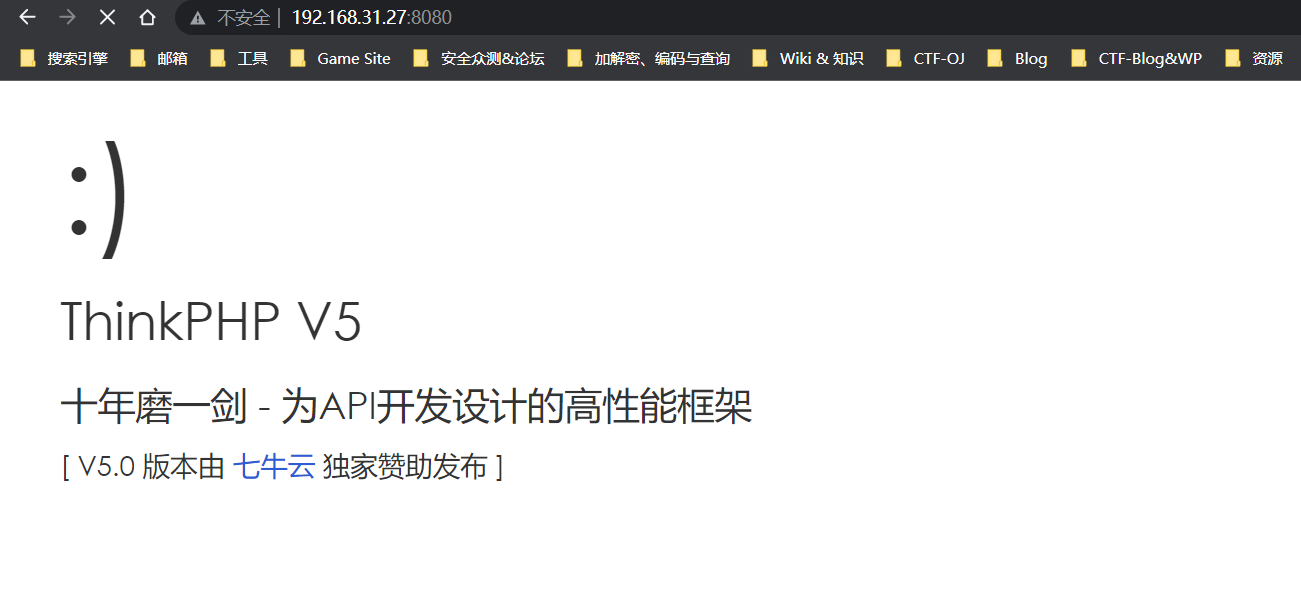 不安全 | 192.168.31.27:8080
搜索引擎 邮箱 工具 Game Site 安全众测&论坛 加解密、编码与查询 Wiki & 知识 CTF-OJ Blog CTF-Blog&WP 资源
:)
ThinkPHP V5
十年磨一剑 - 为API开发设计的高性能框架
[ V5.0 版本由 七牛云 独家赞助发布 ]